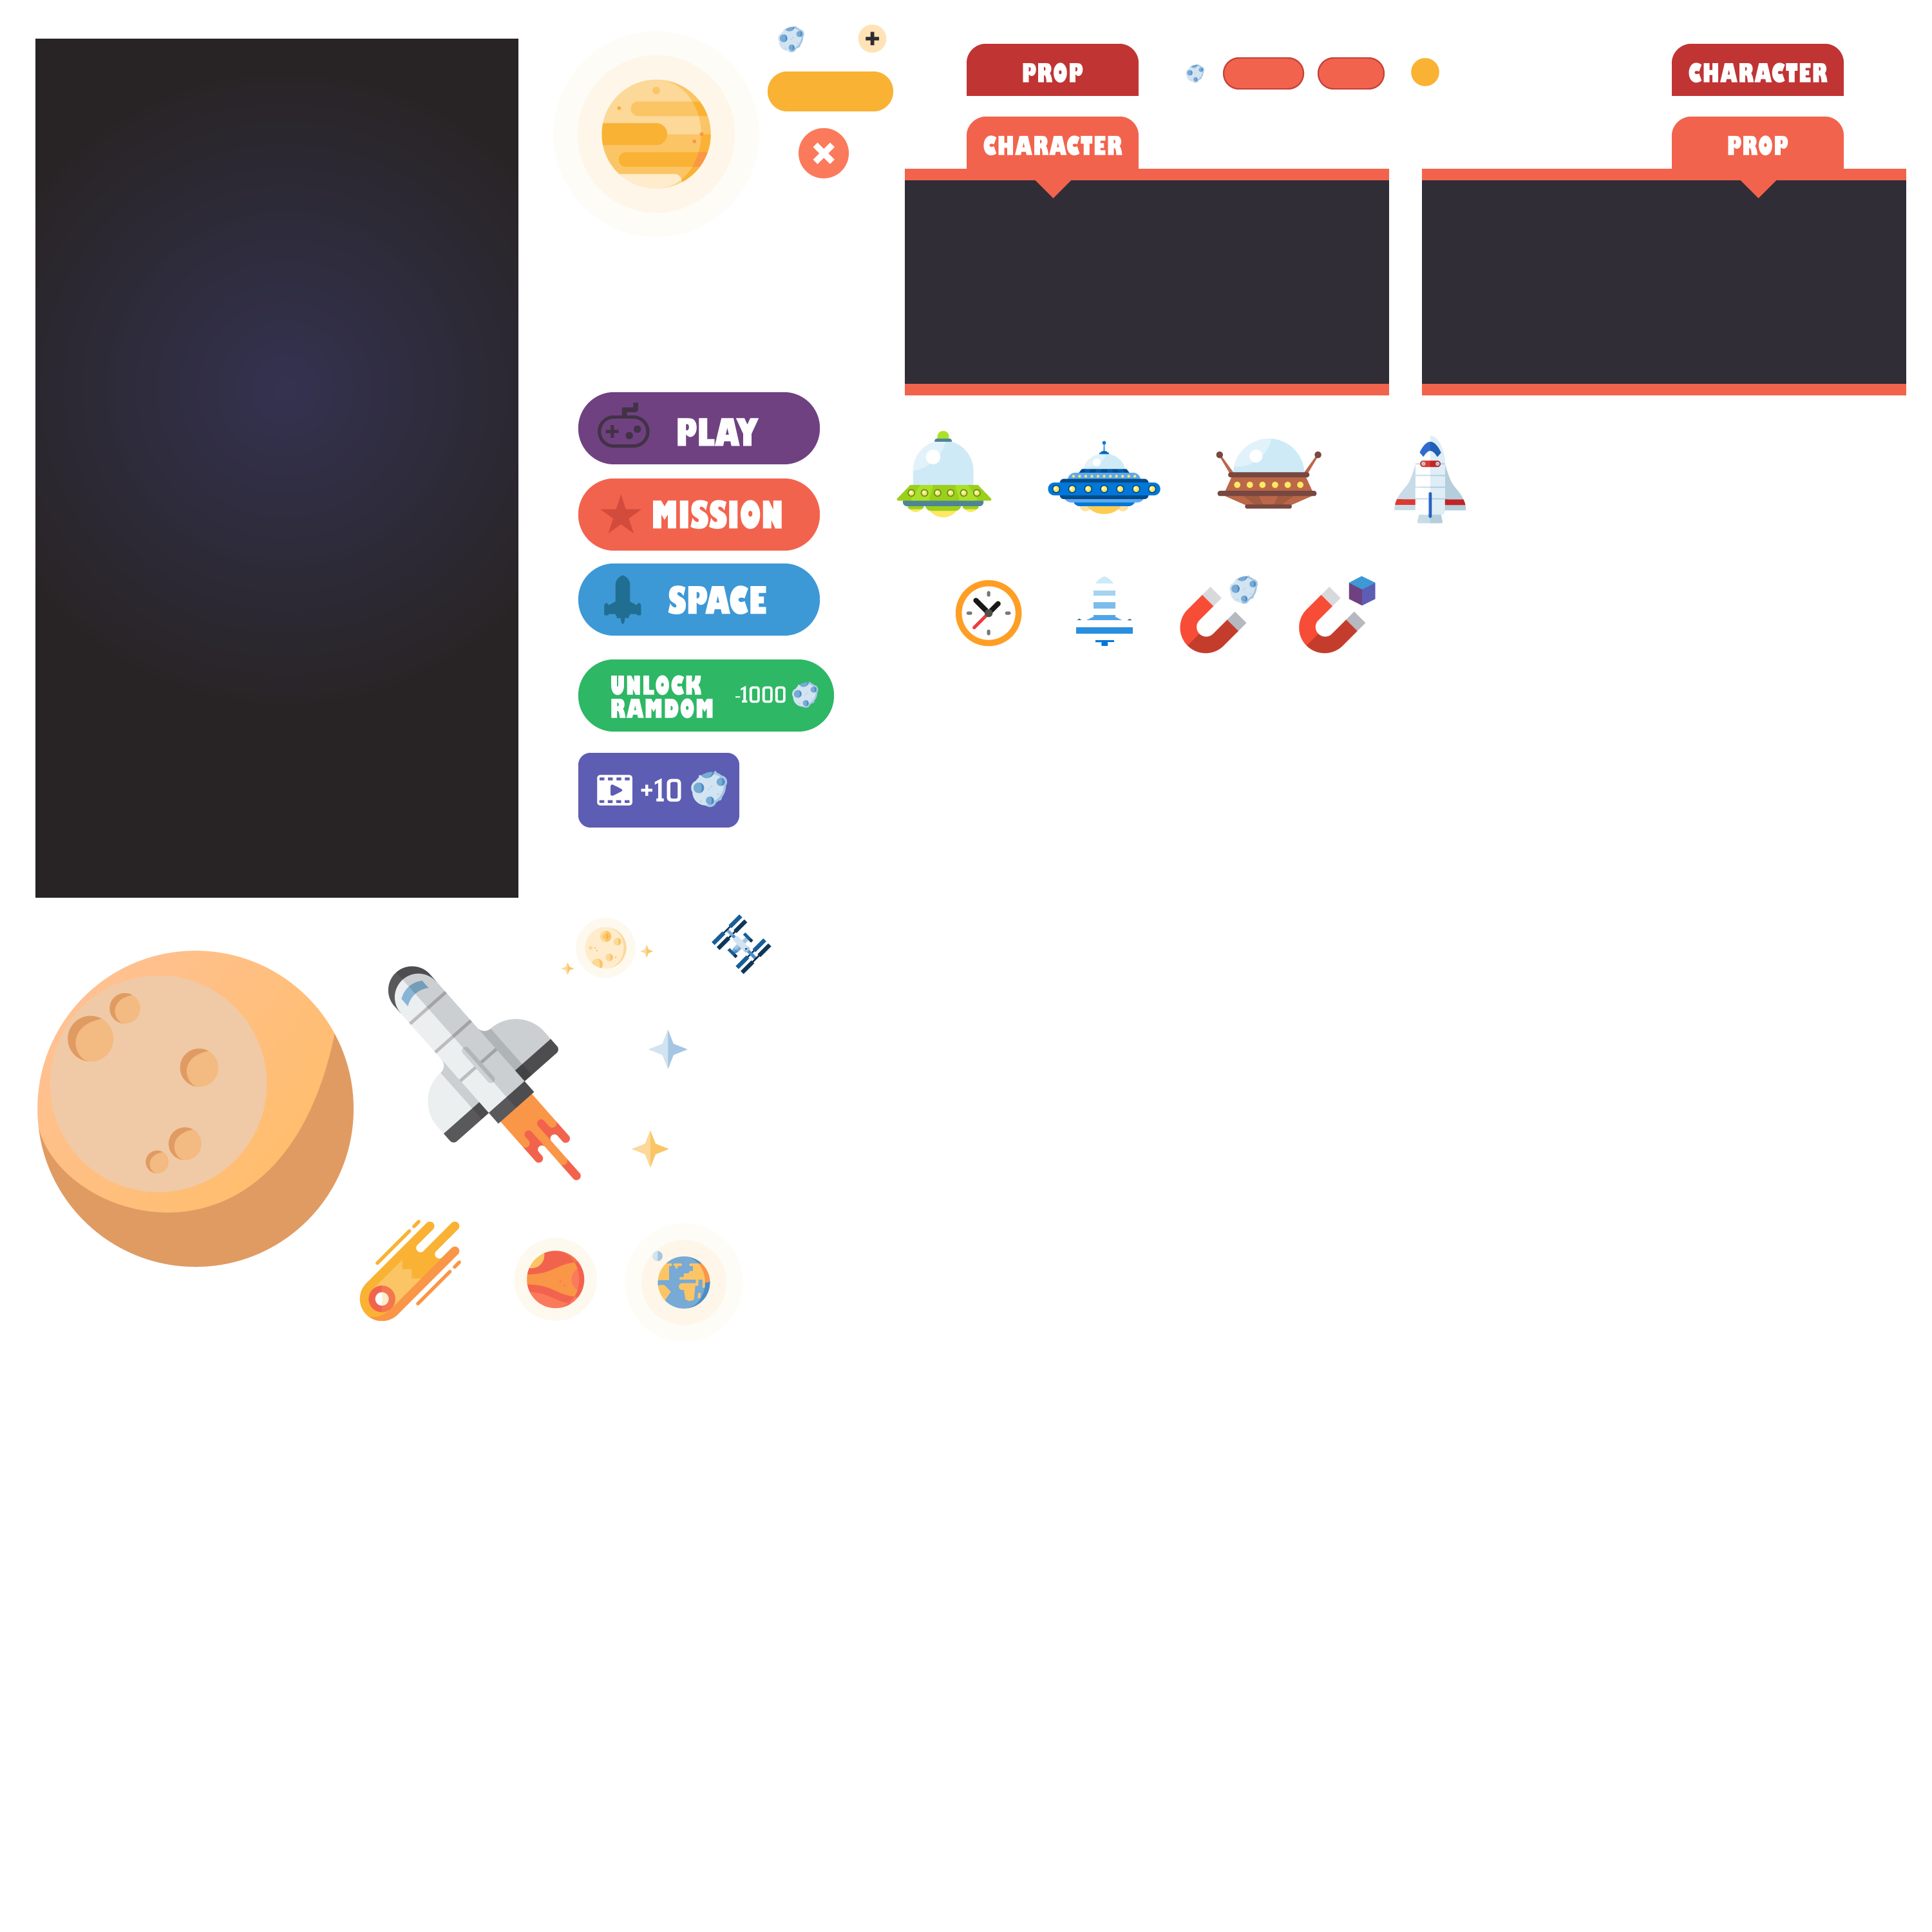 PROP
CHARACTER
CHARACTER
PROP
PLAY
MISSION
SPACE
UNLOCK
RAMDOM
-1000
+10